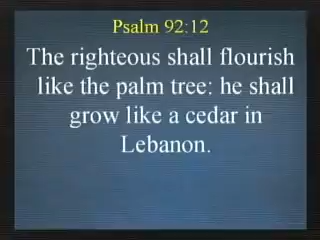 Psalm 92:12
The righteous shall flourish
like the palm tree: he shall
grow like a cedar in
Lebanon.